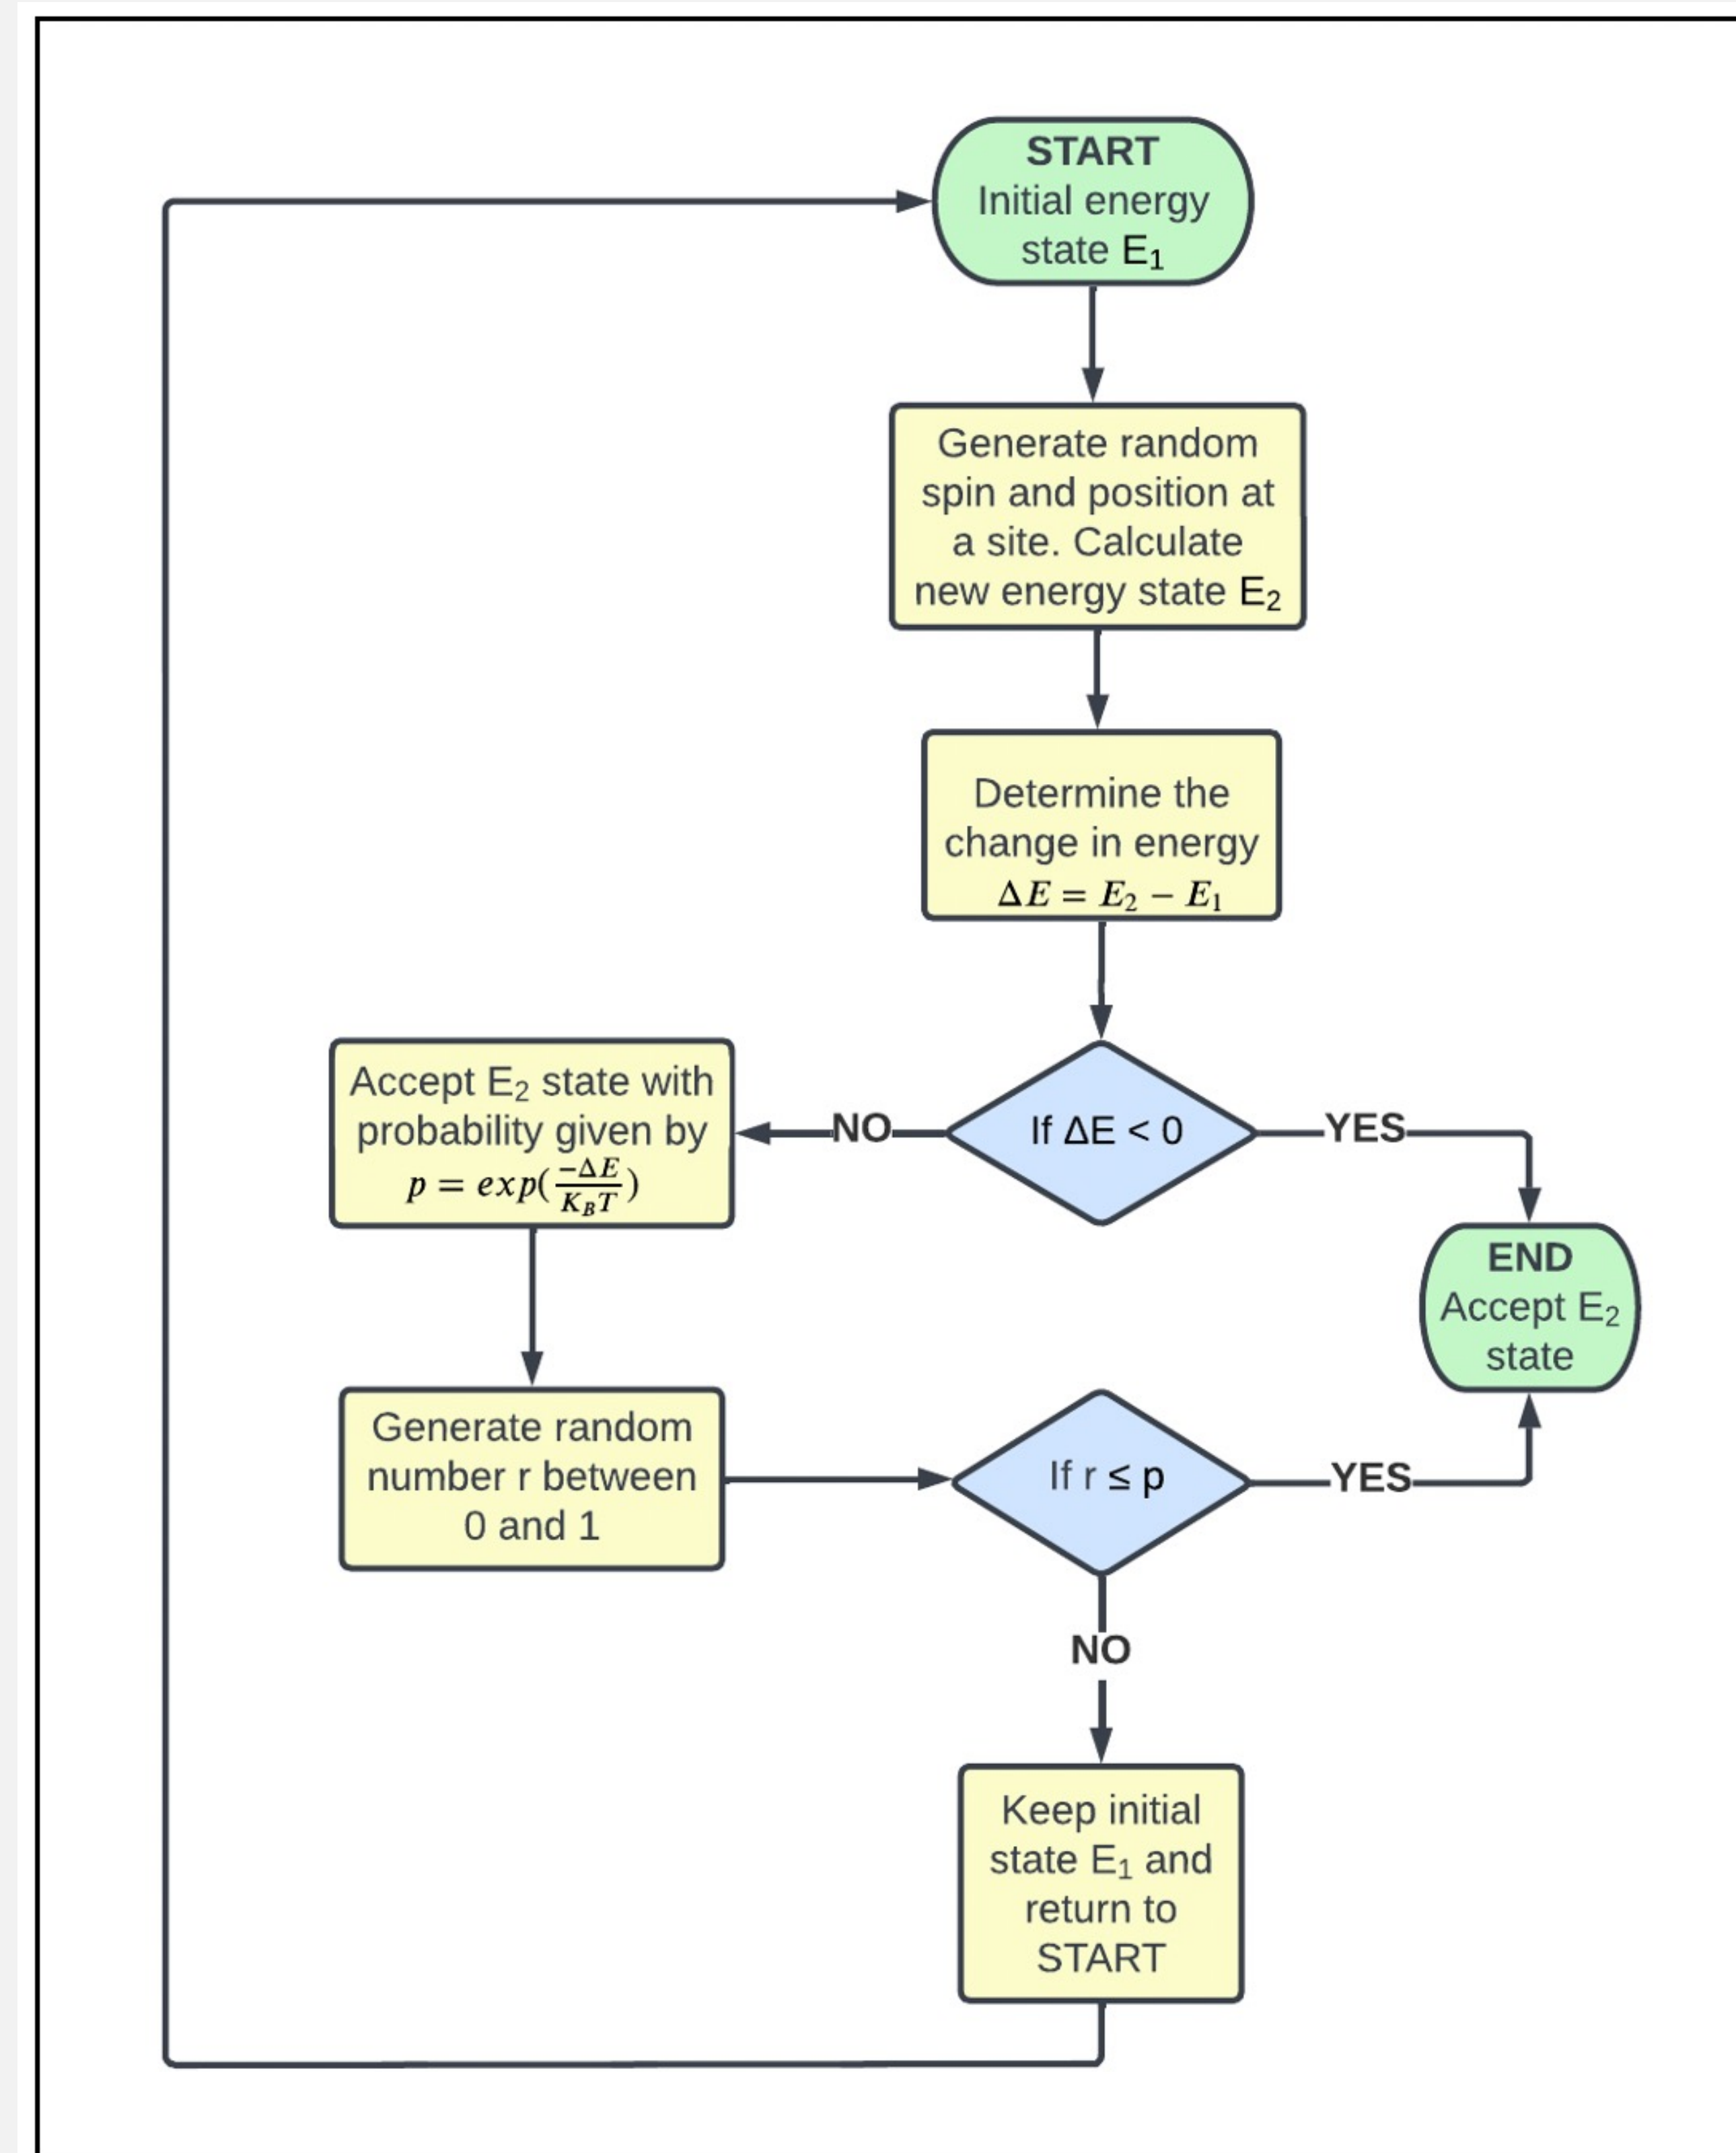 START
Initial energy
state E₁
Generate random
spin and position at
a site. Calculate
new energy state E₂
Determine the
change in energy
ΔE = E₂ − E₁
If ΔE < 0
NO
YES
Accept E₂ state with
probability given by
p = exp(−ΔE/K_BT)
END
Accept E₂
state
Generate random
number r between
0 and 1
If r ≤ p
YES
NO
Keep initial
state E₁ and
return to
START